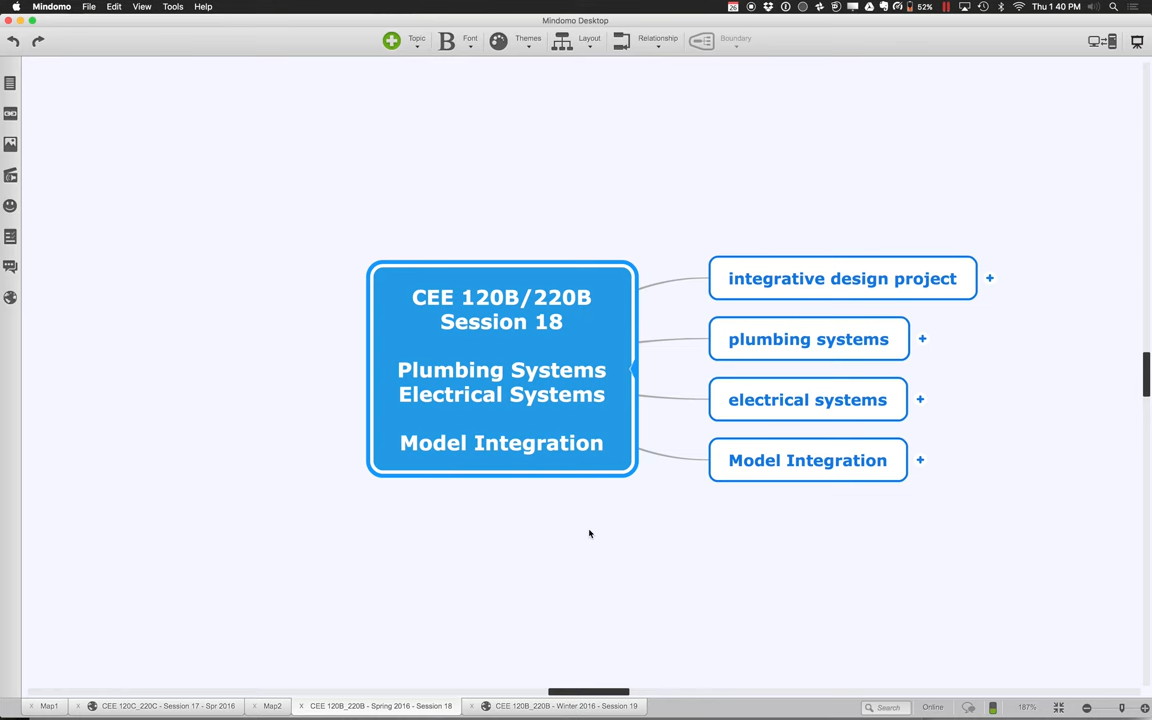 Mindomo File Edit View Tools Help
26 52% Thu 1 40 PM
Mindomo Desktop
Topic Font Themes Layout Relationship Boundary
CEE 120B/220B
Session 18
Plumbing Systems
Electrical Systems
Model Integration
integrative design project +
plumbing systems +
electrical systems +
Model Integration +
x Map1 x CEE 120C_220C - Session 17 - Spr 2016 x Map2 x CEE 120B_220B - Spring 2016 - Session 18 x CEE 120B_220B - Winter 2016 - Session 19
Search Online 187%